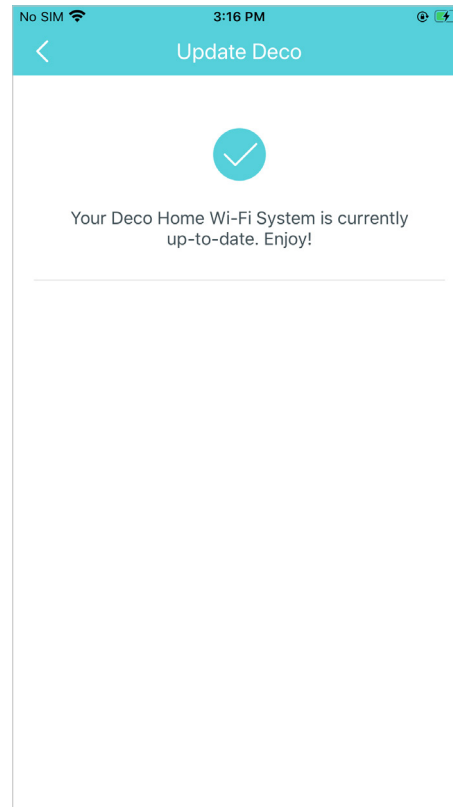 No SIM 3:16 PM
Update Deco
Your Deco Home Wi-Fi System is currently
up-to-date. Enjoy!